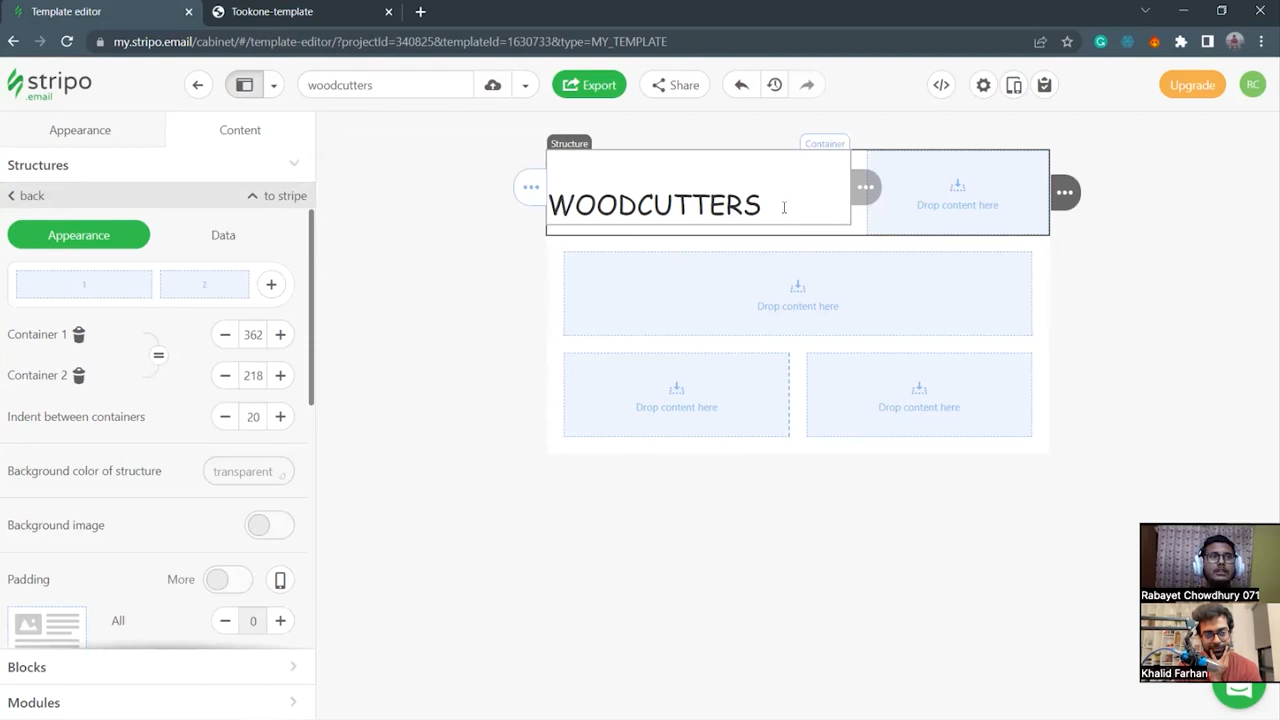 Template editor
Tookone-template
my.stripo.email/cabinet/#/template-editor/?projectId=340825&templateId=1630733&type=MY_TEMPLATE
stripo
.email
woodcutters
Export
Share
Upgrade
RC
Appearance
Content
Structures
back
to stripe
Appearance
Data
1
2
Container 1
362
Container 2
218
Indent between containers
20
Background color of structure
transparent
Background image
Padding
More
All
0
Blocks
Modules
Structure
Container
WOODCUTTERS
Drop content here
Drop content here
Drop content here
Drop content here
Rabayet Chowdhury 071
Khalid Farhan